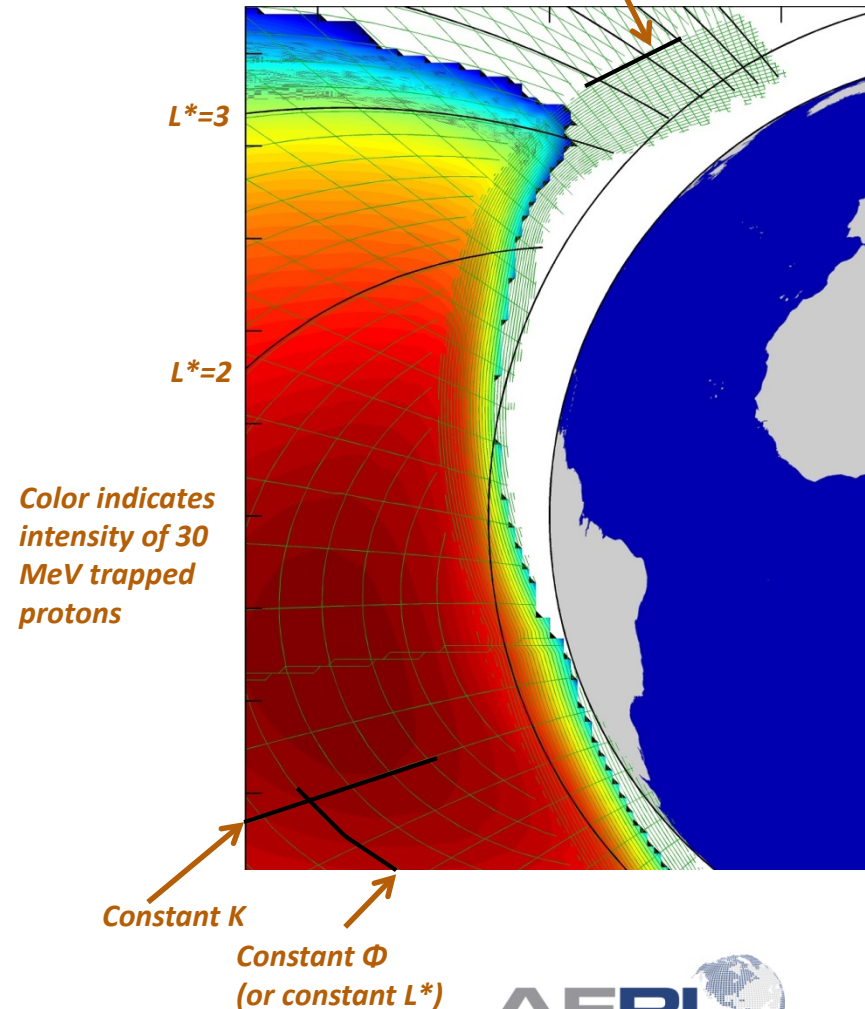 L*=3
L*=2
Color indicates
intensity of 30
MeV trapped
protons
Constant K
Constant Φ
(or constant L*)